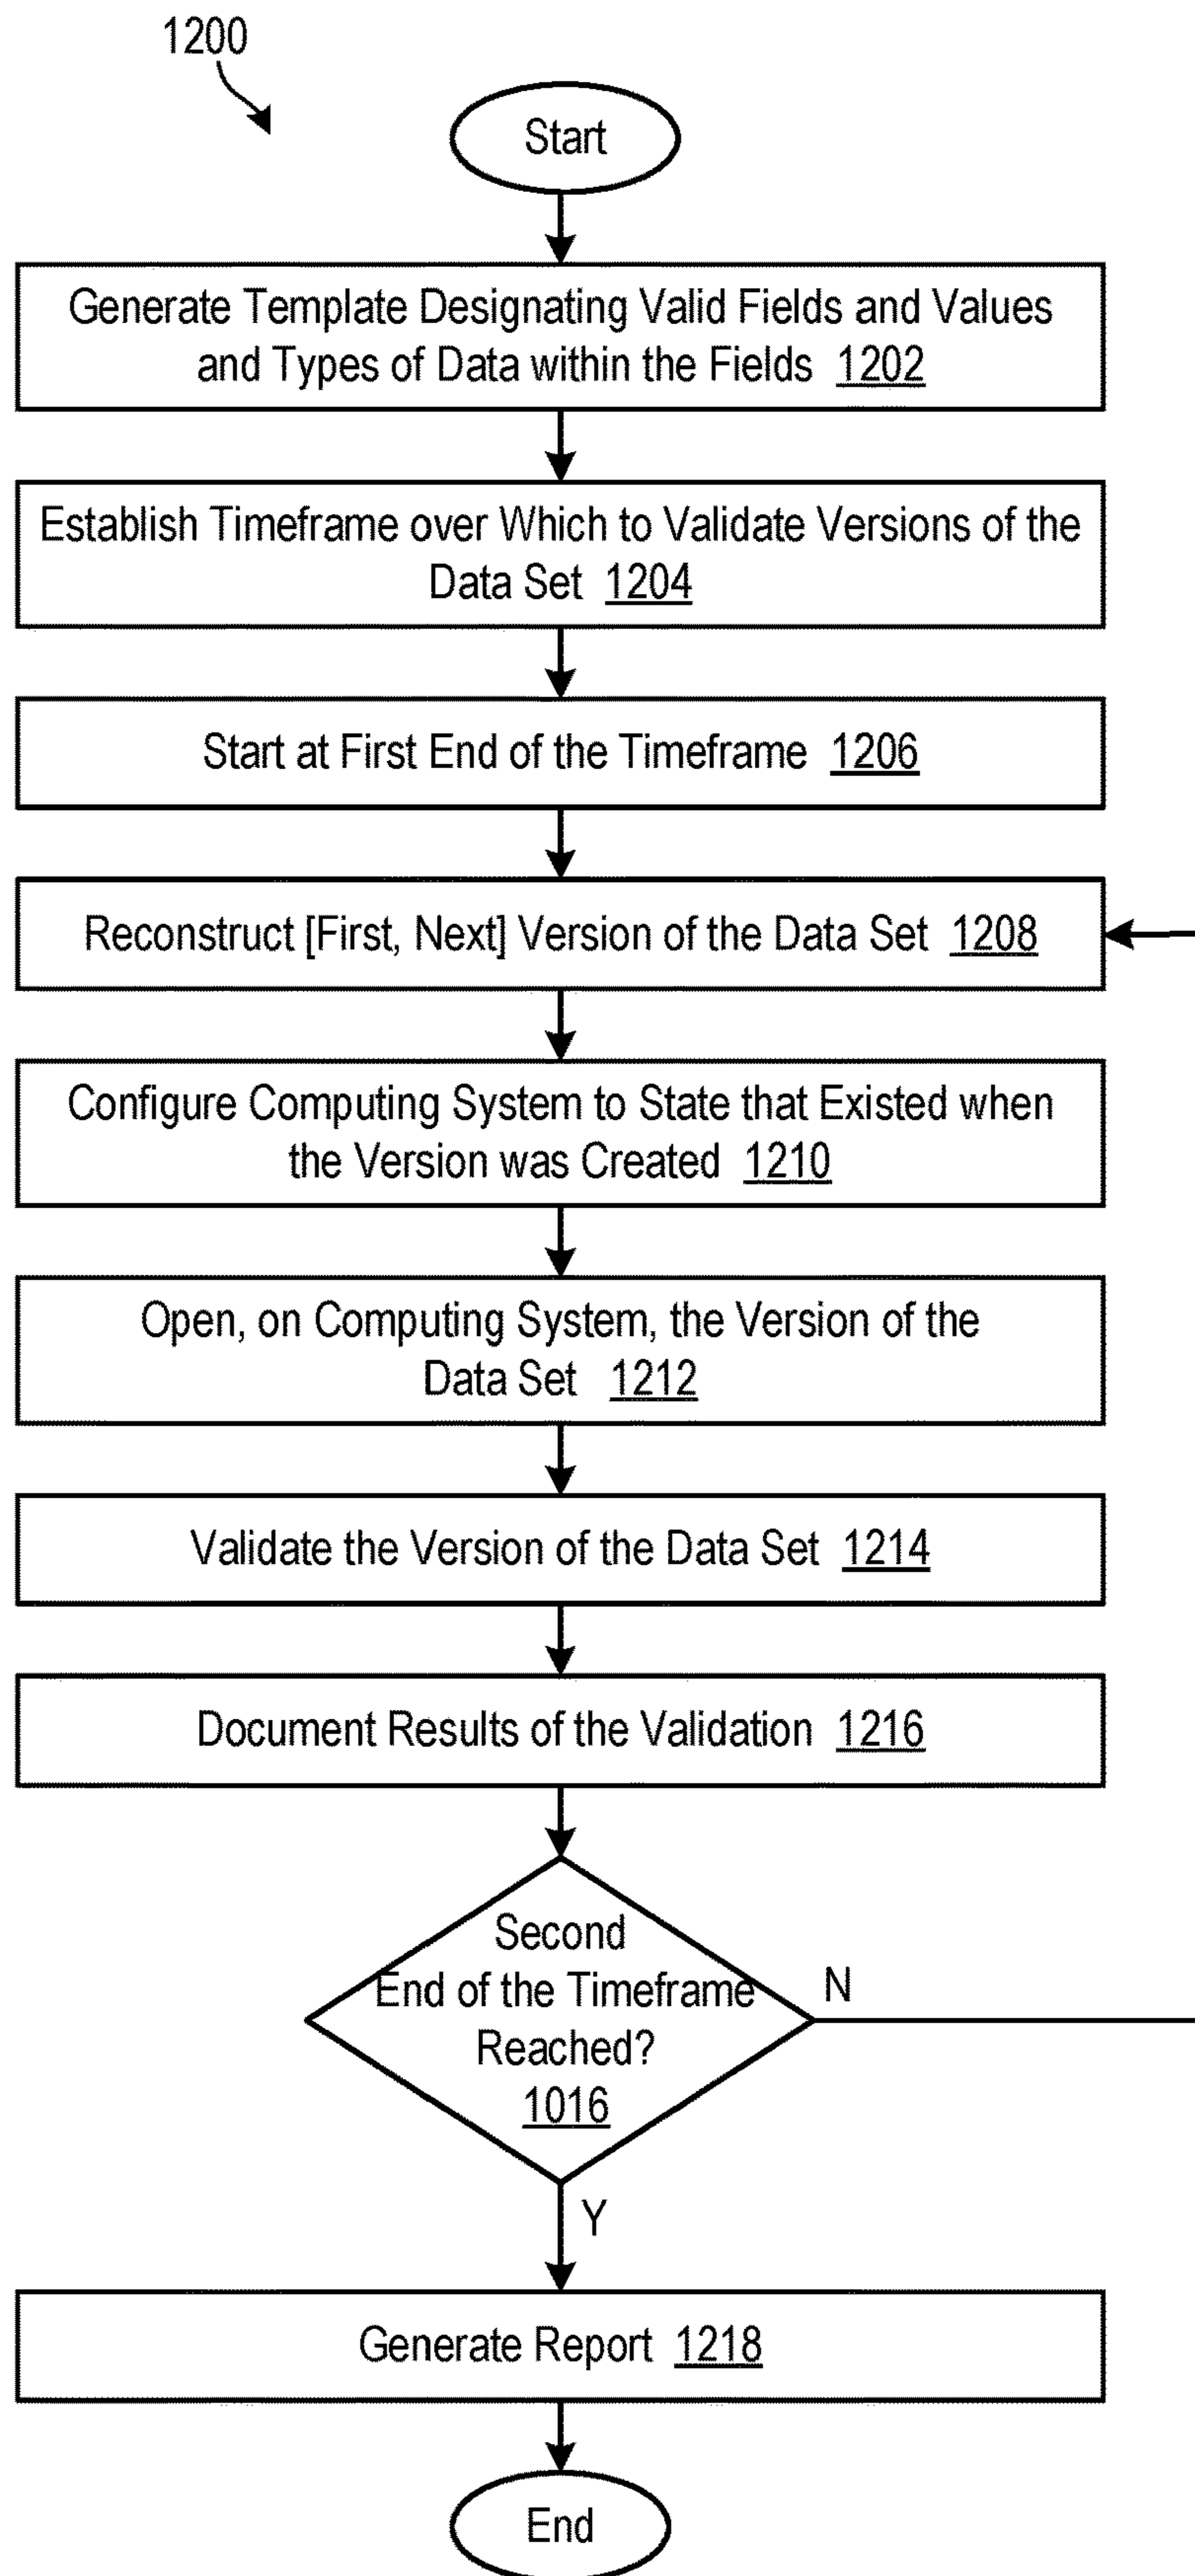 1200
Start
Generate Template Designating Valid Fields and Values
and Types of Data within the Fields 1202
Establish Timeframe over Which to Validate Versions of the
Data Set 1204
Start at First End of the Timeframe 1206
Reconstruct [First, Next] Version of the Data Set 1208
Configure Computing System to State that Existed when
the Version was Created 1210
Open, on Computing System, the Version of the
Data Set 1212
Validate the Version of the Data Set 1214
Document Results of the Validation 1216
Second
End of the Timeframe
Reached?
1016
N
Y
Generate Report 1218
End